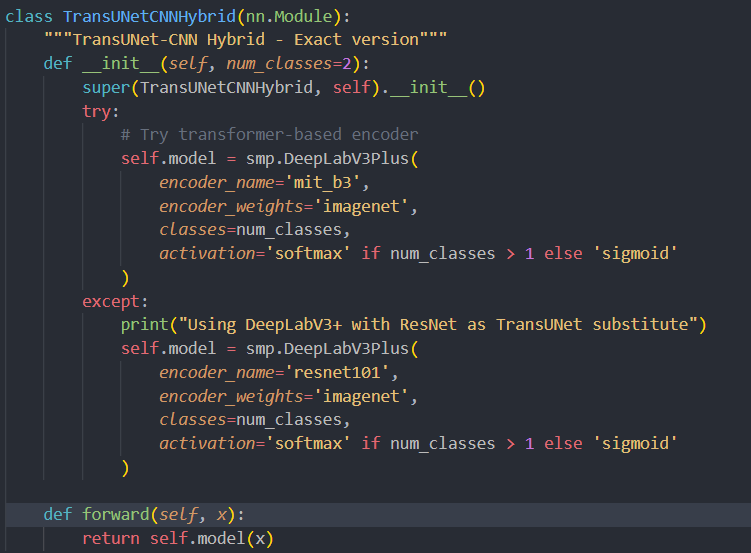 class TransUNetCNNHybrid(nn.Module):
    """TransUNet-CNN Hybrid - Exact version"""
    def __init__(self, num_classes=2):
        super(TransUNetCNNHybrid, self).__init__()
        try:
            # Try transformer-based encoder
            self.model = smp.DeepLabV3Plus(
                encoder_name='mit_b3',
                encoder_weights='imagenet',
                classes=num_classes,
                activation='softmax' if num_classes > 1 else 'sigmoid'
            )
        except:
            print("Using DeepLabV3+ with ResNet as TransUNet substitute")
            self.model = smp.DeepLabV3Plus(
                encoder_name='resnet101',
                encoder_weights='imagenet',
                classes=num_classes,
                activation='softmax' if num_classes > 1 else 'sigmoid'
            )
    def forward(self, x):
        return self.model(x)